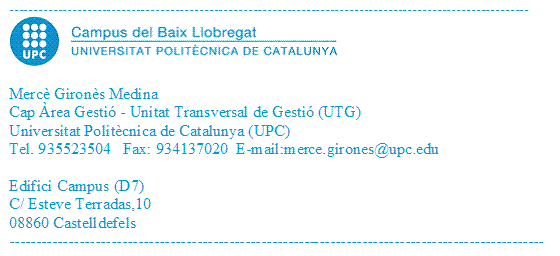 UPC
Campus del Baix Llobregat
UNIVERSITAT POLITÈCNICA DE CATALUNYA
Mercè Gironès Medina
Cap Àrea Gestió - Unitat Transversal de Gestió (UTG)
Universitat Politècnica de Catalunya (UPC)
Tel. 935523504 Fax: 934137020 E-mail:merce.girones@upc.edu
Edifici Campus (D7)
C/ Esteve Terradas,10
08860 Castelldefels